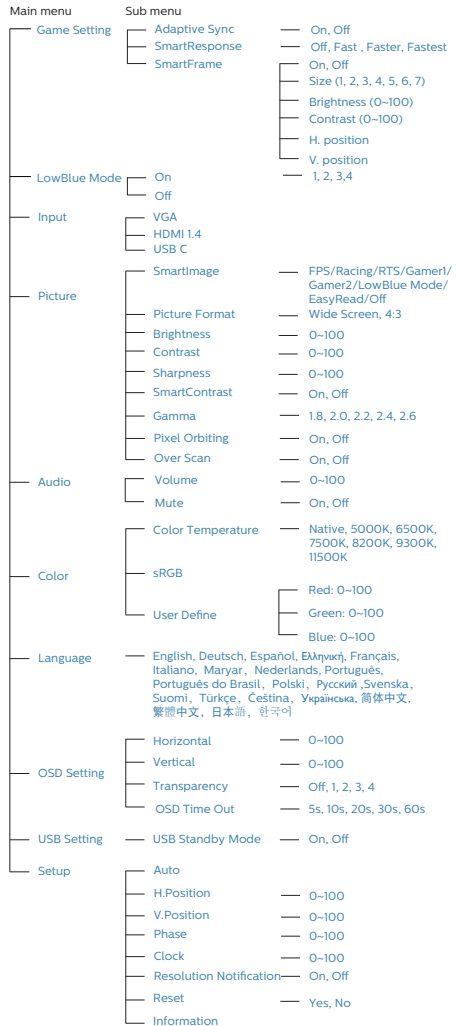 Main menu Sub menu
Game Setting Adaptive Sync On, Off
SmartResponse Off, Fast , Faster, Fastest
SmartFrame On, Off
Size (1, 2, 3, 4, 5, 6, 7)
Brightness (0~100)
Contrast (0~100)
H. position
V. position
LowBlue Mode On 1, 2, 3,4
Off
Input VGA
HDMI 1.4
USB C
Picture SmartImage FPS/Racing/RTS/Gamer1/
Gamer2/LowBlue Mode/
EasyRead/Off
Picture Format Wide Screen, 4:3
Brightness 0~100
Contrast 0~100
Sharpness 0~100
SmartContrast On, Off
Gamma 1.8, 2.0, 2.2, 2.4, 2.6
Pixel Orbiting On, Off
Over Scan On, Off
Audio Volume 0~100
Mute On, Off
Color Color Temperature Native, 5000K, 6500K,
7500K, 8200K, 9300K,
11500K
sRGB
User Define Red: 0~100
Green: 0~100
Blue: 0~100
Language English, Deutsch, Español, Ελληνική, Français,
Italiano, Maryar, Nederlands, Português,
Português do Brasil, Polski, Русский ,Svenska,
Suomi, Türkçe, Čeština, Українська, 简体中文,
繁體中文, 日本語, 한국어
OSD Setting Horizontal 0~100
Vertical 0~100
Transparency Off, 1, 2, 3, 4
OSD Time Out 5s, 10s, 20s, 30s, 60s
USB Setting USB Standby Mode On, Off
Setup Auto
H.Position 0~100
V.Position 0~100
Phase 0~100
Clock 0~100
Resolution Notification On, Off
Reset Yes, No
Information